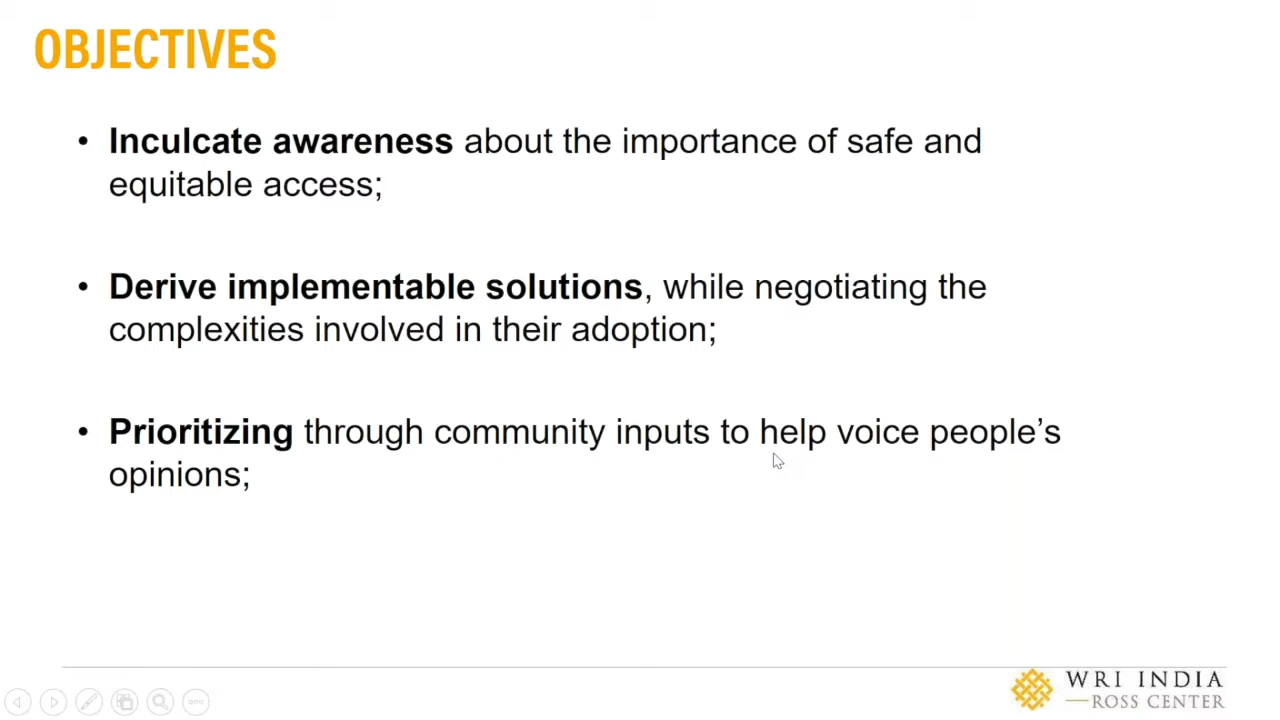 OBJECTIVES
• Inculcate awareness about the importance of safe and
equitable access;
• Derive implementable solutions, while negotiating the
complexities involved in their adoption;
• Prioritizing through community inputs to help voice people’s
opinions;
WRI INDIA
ROSS CENTER